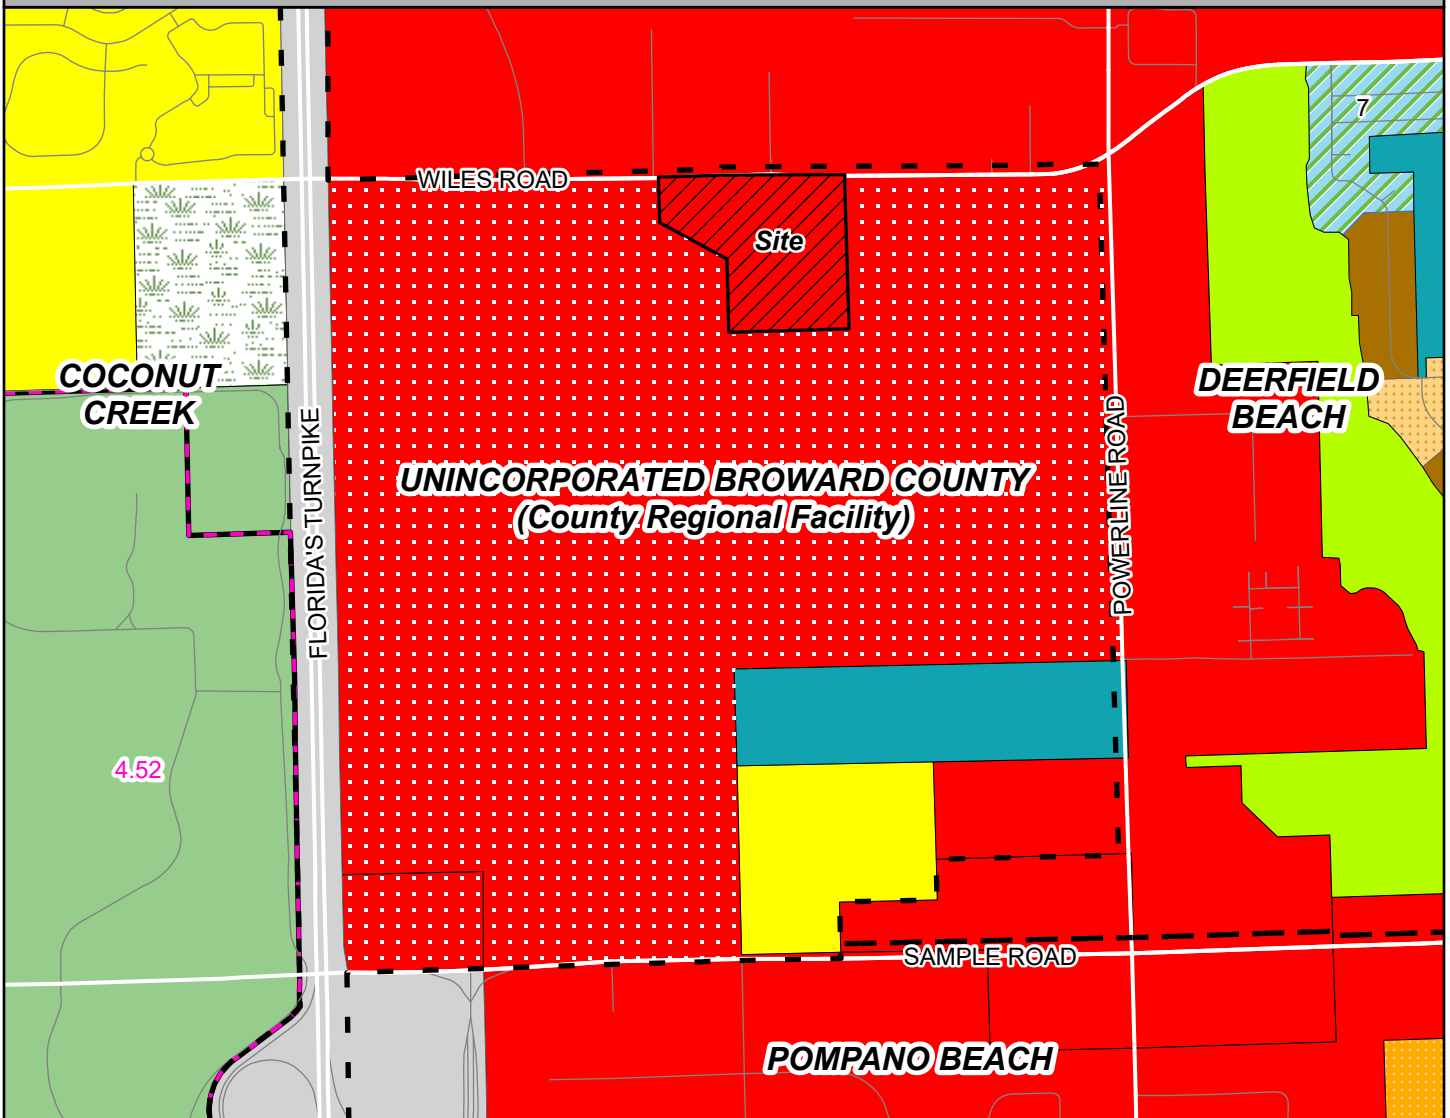 7
WILES ROAD
Site
COCONUT
CREEK
DEERFIELD
BEACH
FLORIDA'S TURNPIKE
POWERLINE ROAD
UNINCORPORATED BROWARD COUNTY
(County Regional Facility)
4.52
SAMPLE ROAD
POMPANO BEACH